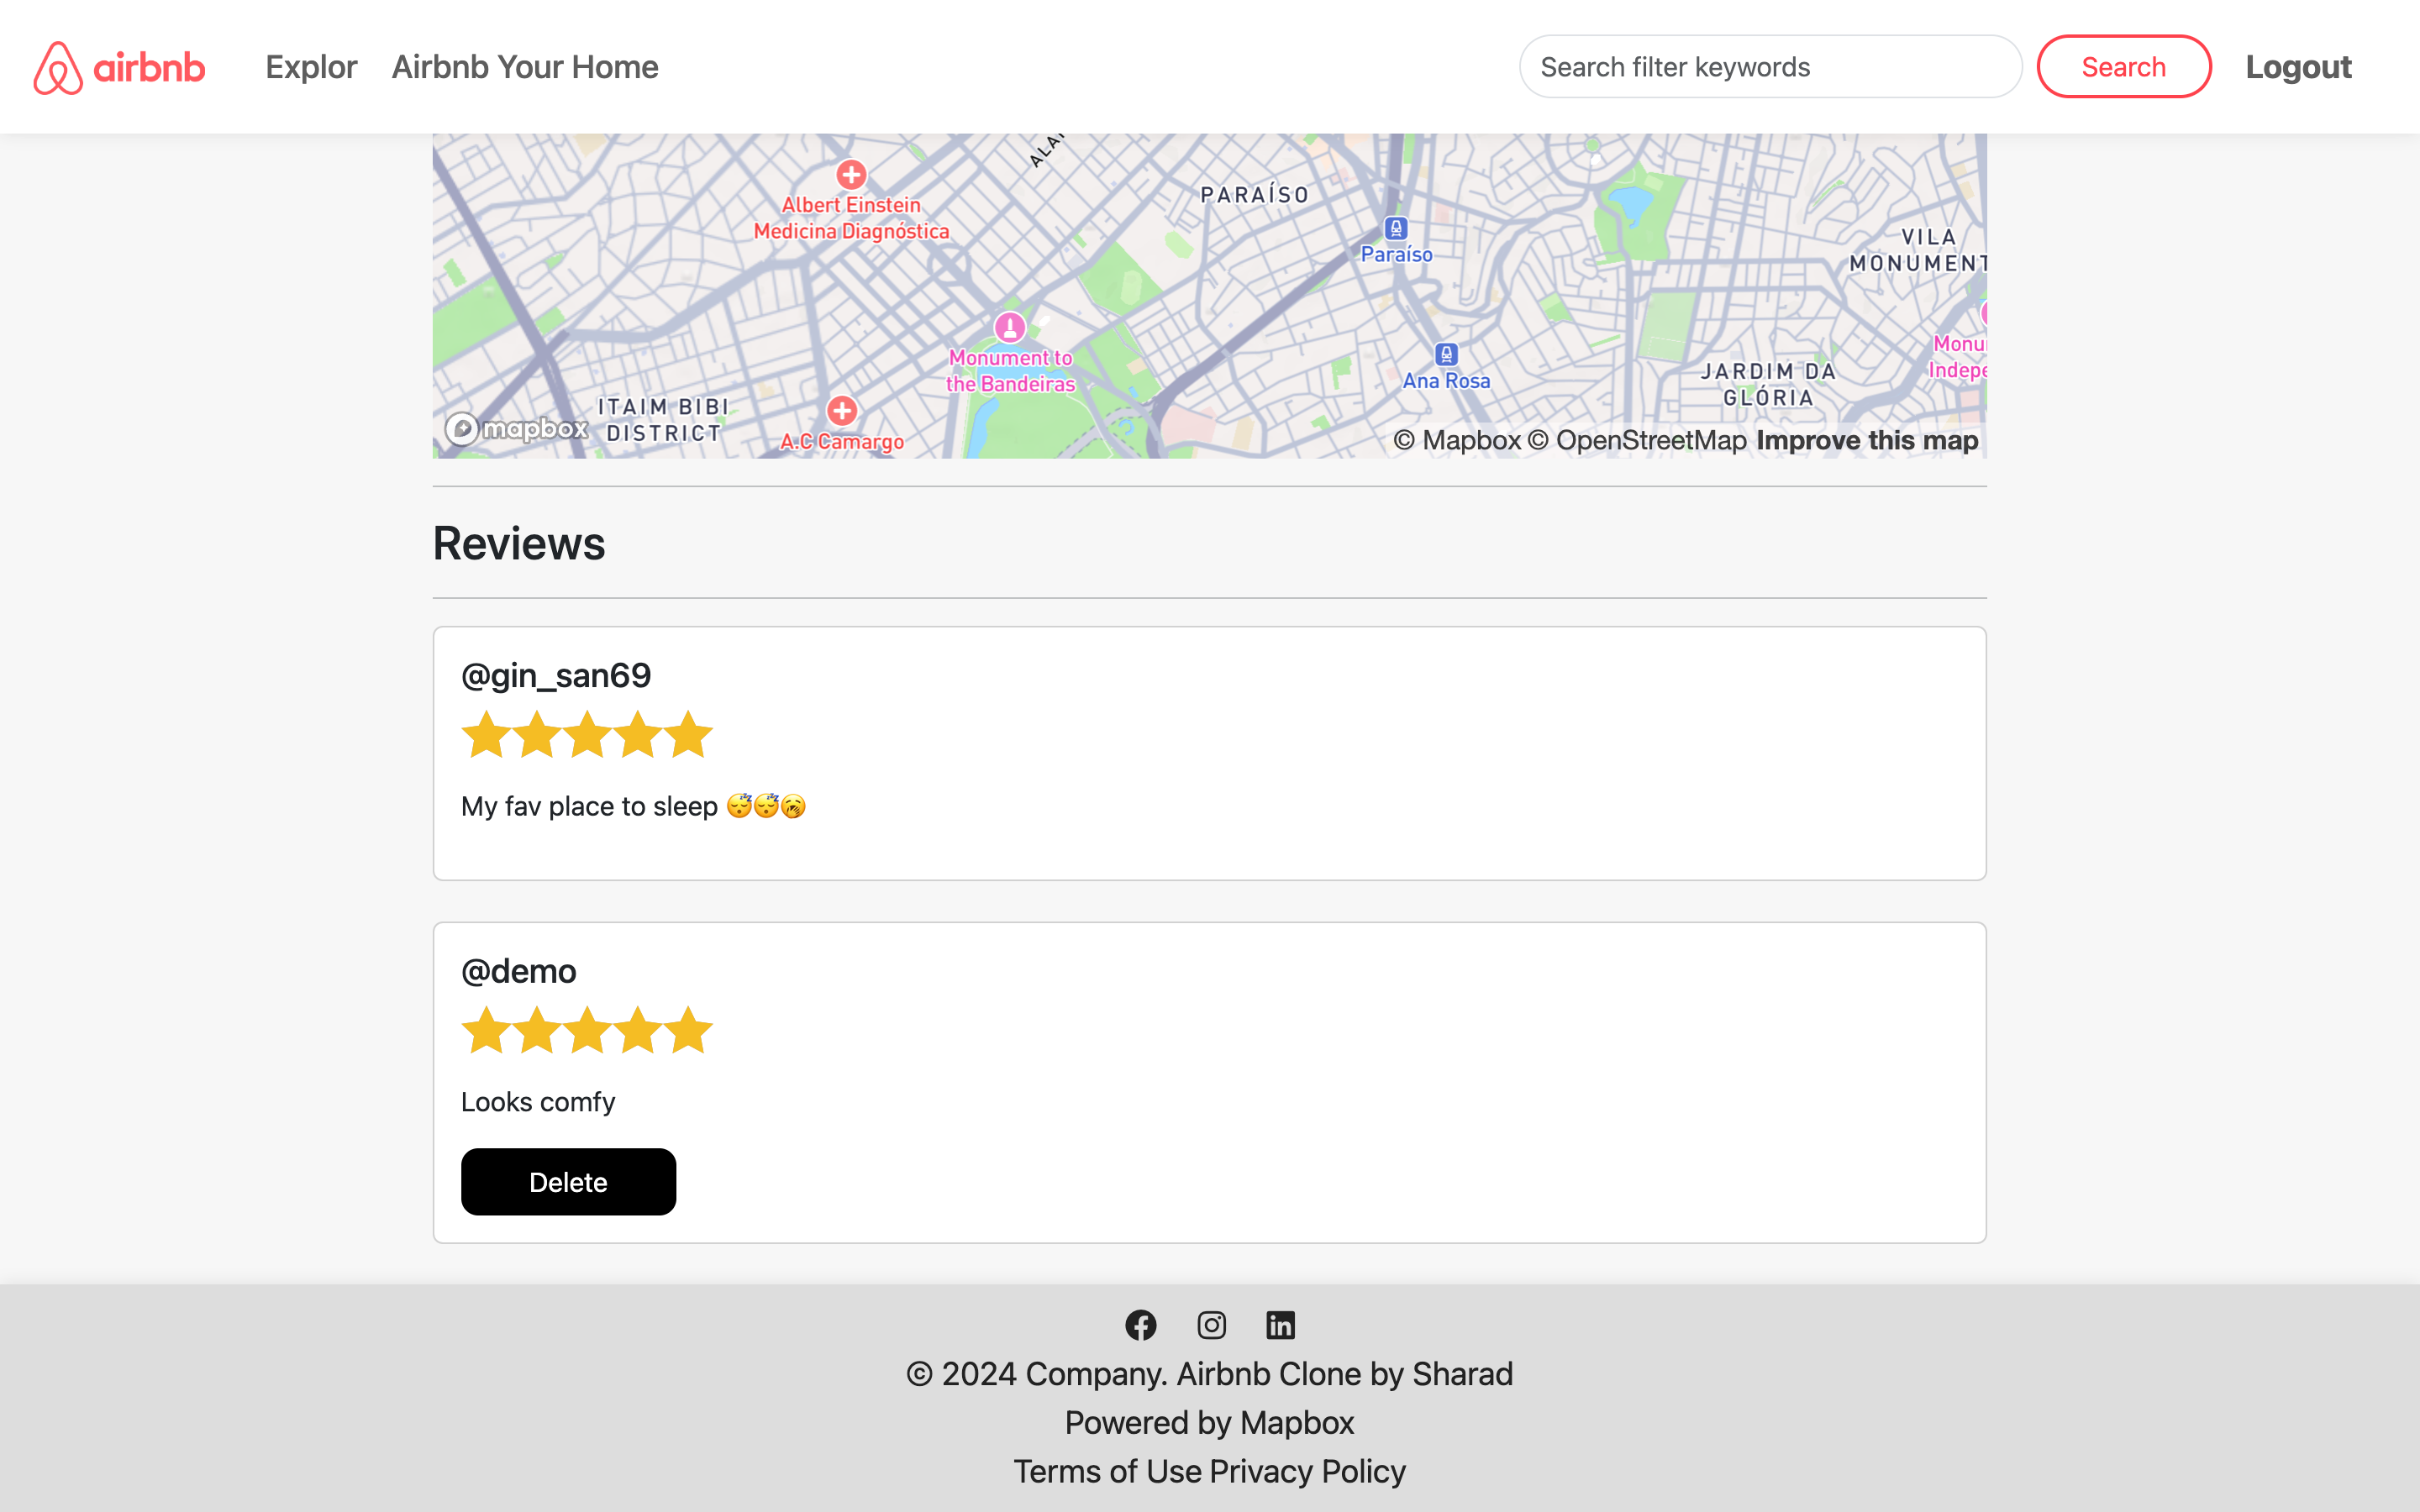 airbnb Explor Airbnb Your Home Search filter keywords Search Logout
Albert Einstein
Medicina Diagnóstica
PARAÍSO
Paraíso
VILA
Monument to
the Bandeiras
Ana Rosa
JARDIM DA
GLÓRIA
ITAIM BIBI
DISTRICT
A.C Camargo
mapbox
© Mapbox © OpenStreetMap Improve this map
Reviews
@gin_san69
My fav place to sleep 😴😴🥱
@demo
Looks comfy
Delete
© 2024 Company. Airbnb Clone by Sharad
Powered by Mapbox
Terms of Use Privacy Policy